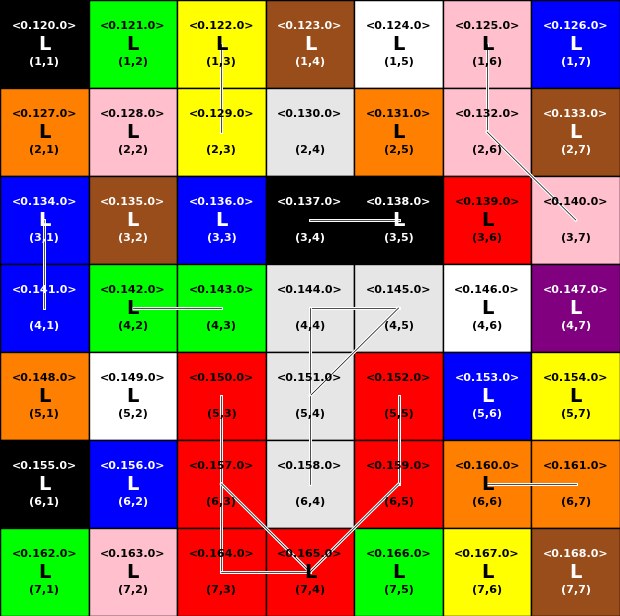 <0.120.0> <0.121.0> <0.122.0> <0.123.0> <0.124.0> <0.125.0> <0.126.0>
L L L L L L L
(1,1) (1,2) (1,3) (1,4) (1,5) (1,6) (1,7)
<0.127.0> <0.128.0> <0.129.0> <0.130.0> <0.131.0> <0.132.0> <0.133.0>
L L L L
(2,1) (2,2) (2,3) (2,4) (2,5) (2,6) (2,7)
<0.134.0> <0.135.0> <0.136.0> <0.137.0> <0.138.0> <0.139.0> <0.140.0>
L L L L L
(3,1) (3,2) (3,3) (3,4) (3,5) (3,6) (3,7)
<0.141.0> <0.142.0> <0.143.0> <0.144.0> <0.145.0> <0.146.0> <0.147.0>
L L L
(4,1) (4,2) (4,3) (4,4) (4,5) (4,6) (4,7)
<0.148.0> <0.149.0> <0.150.0> <0.151.0> <0.152.0> <0.153.0> <0.154.0>
L L L L
(5,1) (5,2) (5,3) (5,4) (5,5) (5,6) (5,7)
<0.155.0> <0.156.0> <0.157.0> <0.158.0> <0.159.0> <0.160.0> <0.161.0>
L L L
(6,1) (6,2) (6,3) (6,4) (6,5) (6,6) (6,7)
<0.162.0> <0.163.0> <0.164.0> <0.165.0> <0.166.0> <0.167.0> <0.168.0>
L L L L L L
(7,1) (7,2) (7,3) (7,4) (7,5) (7,6) (7,7)